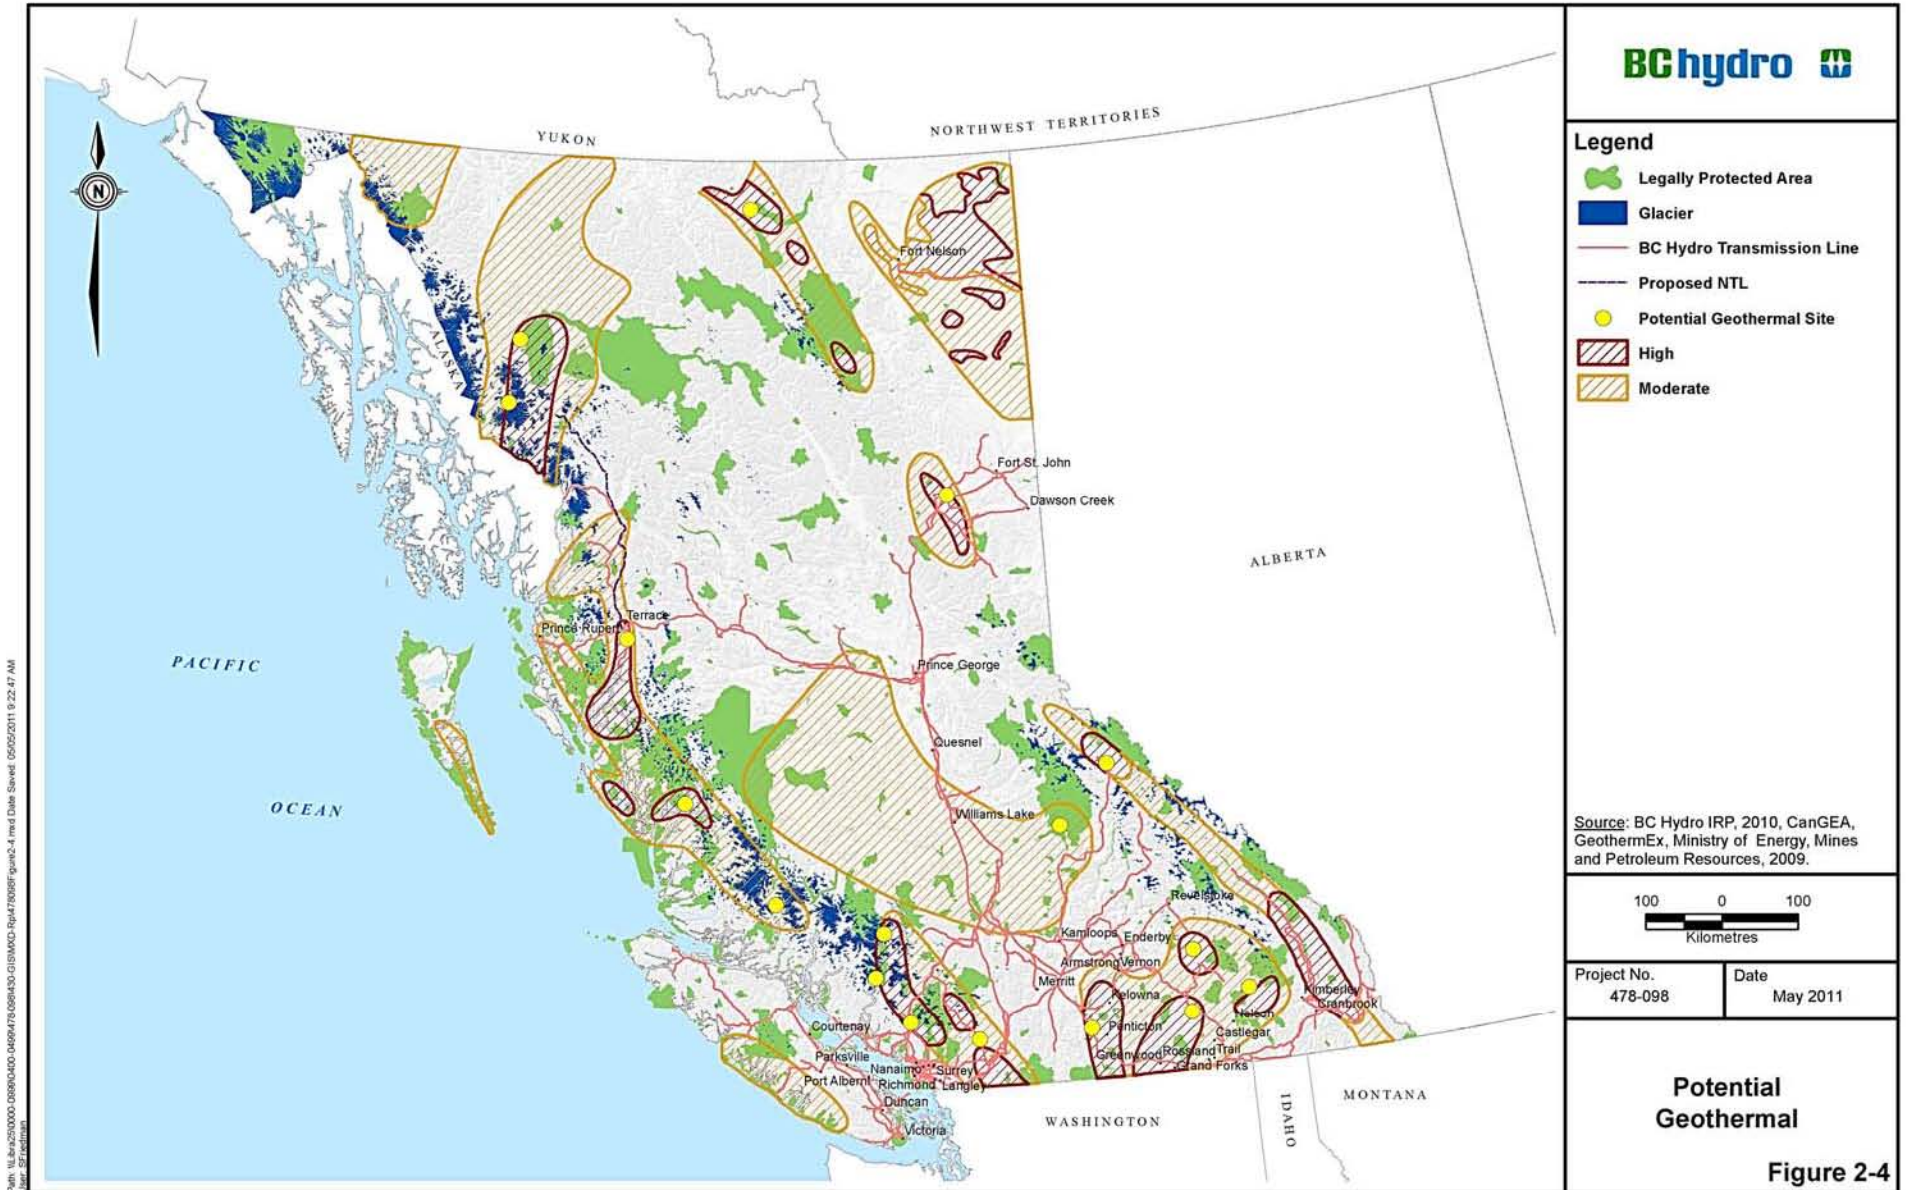 BC hydro
Legend
Legally Protected Area
Glacier
BC Hydro Transmission Line
Proposed NTL
Potential Geothermal Site
High
Moderate
Source: BC Hydro IRP, 2010, CanGEA,
GeothermEx, Ministry of Energy, Mines
and Petroleum Resources, 2009.
100 0 100
Kilometres
Project No.
478-098
Date
May 2011
Potential
Geothermal
Figure 2-4
N
YUKON
NORTHWEST TERRITORIES
ALASKA
Fort Nelson
Fort St. John
Dawson Creek
ALBERTA
Terrace
Prince Rupert
PACIFIC
OCEAN
Prince George
Quesnel
Williams Lake
Revelstoke
Kamloops
Enderby
Armstrong
Vernon
Merritt
Kelowna
Kimberley
Cranbrook
Nelson
Penticton
Castlegar
Greenwood
Rossland
Trail
Grand Forks
Courtenay
Parksville
Nanaimo
Surrey
Port Alberni
Richmond
Langley
Duncan
Victoria
WASHINGTON
IDAHO
MONTANA
User: SFriedman